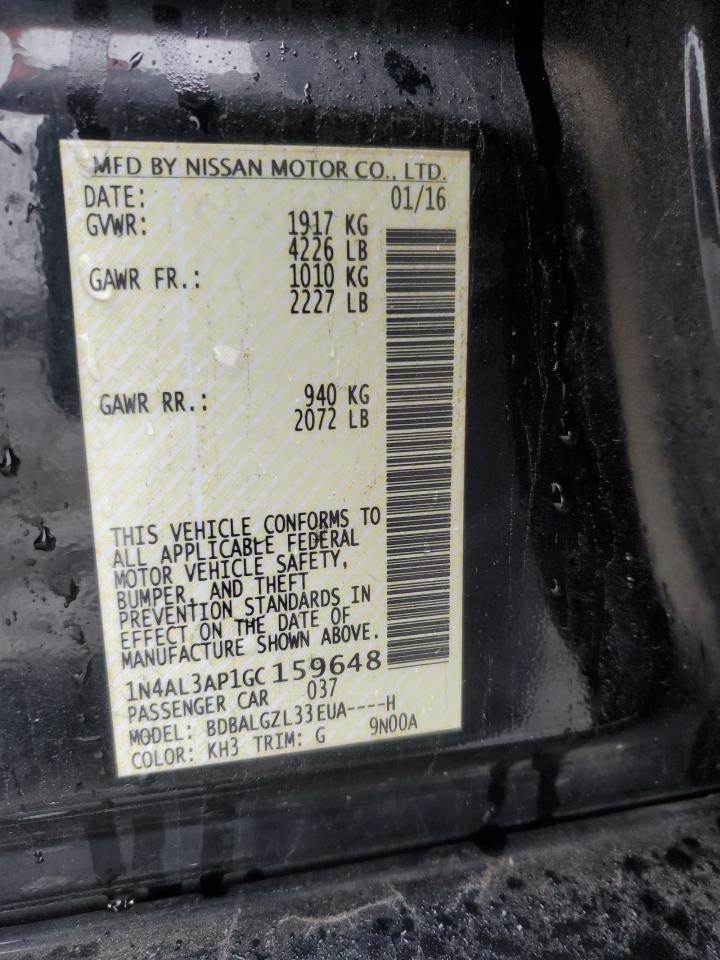 MFD BY NISSAN MOTOR CO., LTD.
DATE: 01/16
GVWR: 1917 KG
4226 LB
GAWR FR.: 1010 KG
2227 LB
GAWR RR.: 940 KG
2072 LB
THIS VEHICLE CONFORMS TO
ALL APPLICABLE FEDERAL
MOTOR VEHICLE SAFETY,
BUMPER, AND THEFT
PREVENTION STANDARDS IN
EFFECT ON THE DATE OF
MANUFACTURE SHOWN ABOVE.
1N4AL3AP1GC159648
PASSENGER CAR 037
MODEL: BDBALGZL33EUA----H
COLOR: KH3 TRIM: G 9N00A